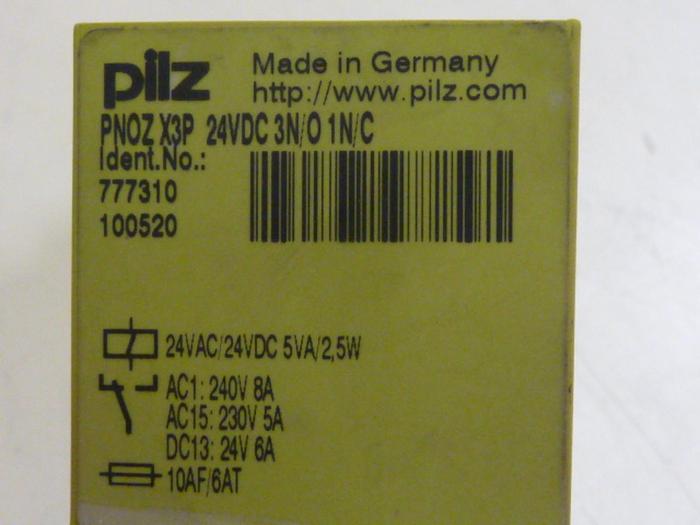 pilz
Made in Germany
http://www.pilz.com
PNOZ X3P 24VDC 3N/O 1N/C
Ident.No.:
777310
100520
24VAC/24VDC 5VA/2,5W
AC1: 240V 8A
AC15: 230V 5A
DC13: 24V 6A
10AF/6AT